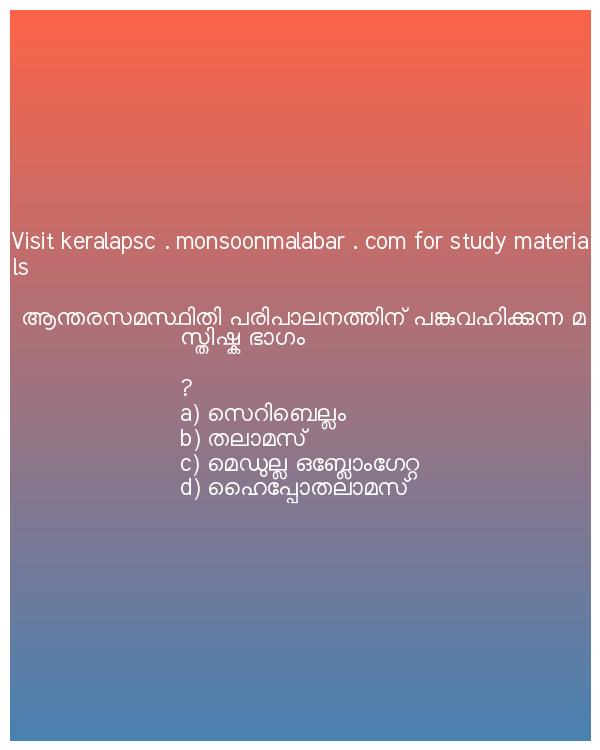 Visit keralapsc . monsoonmalabar . com for study materia
ls
ആന്തരസമസ്ഥിതി പരിപാലനത്തിന് പങ്കുവഹിക്കുന്ന മ
സ്തിഷ്ക ഭാഗം
?
a) സെറിബെല്ലം
b) തലാമസ്
c) മെഡുല്ല ഒബ്ലോംഗേറ്റ
d) ഹൈപ്പോതലാമസ്